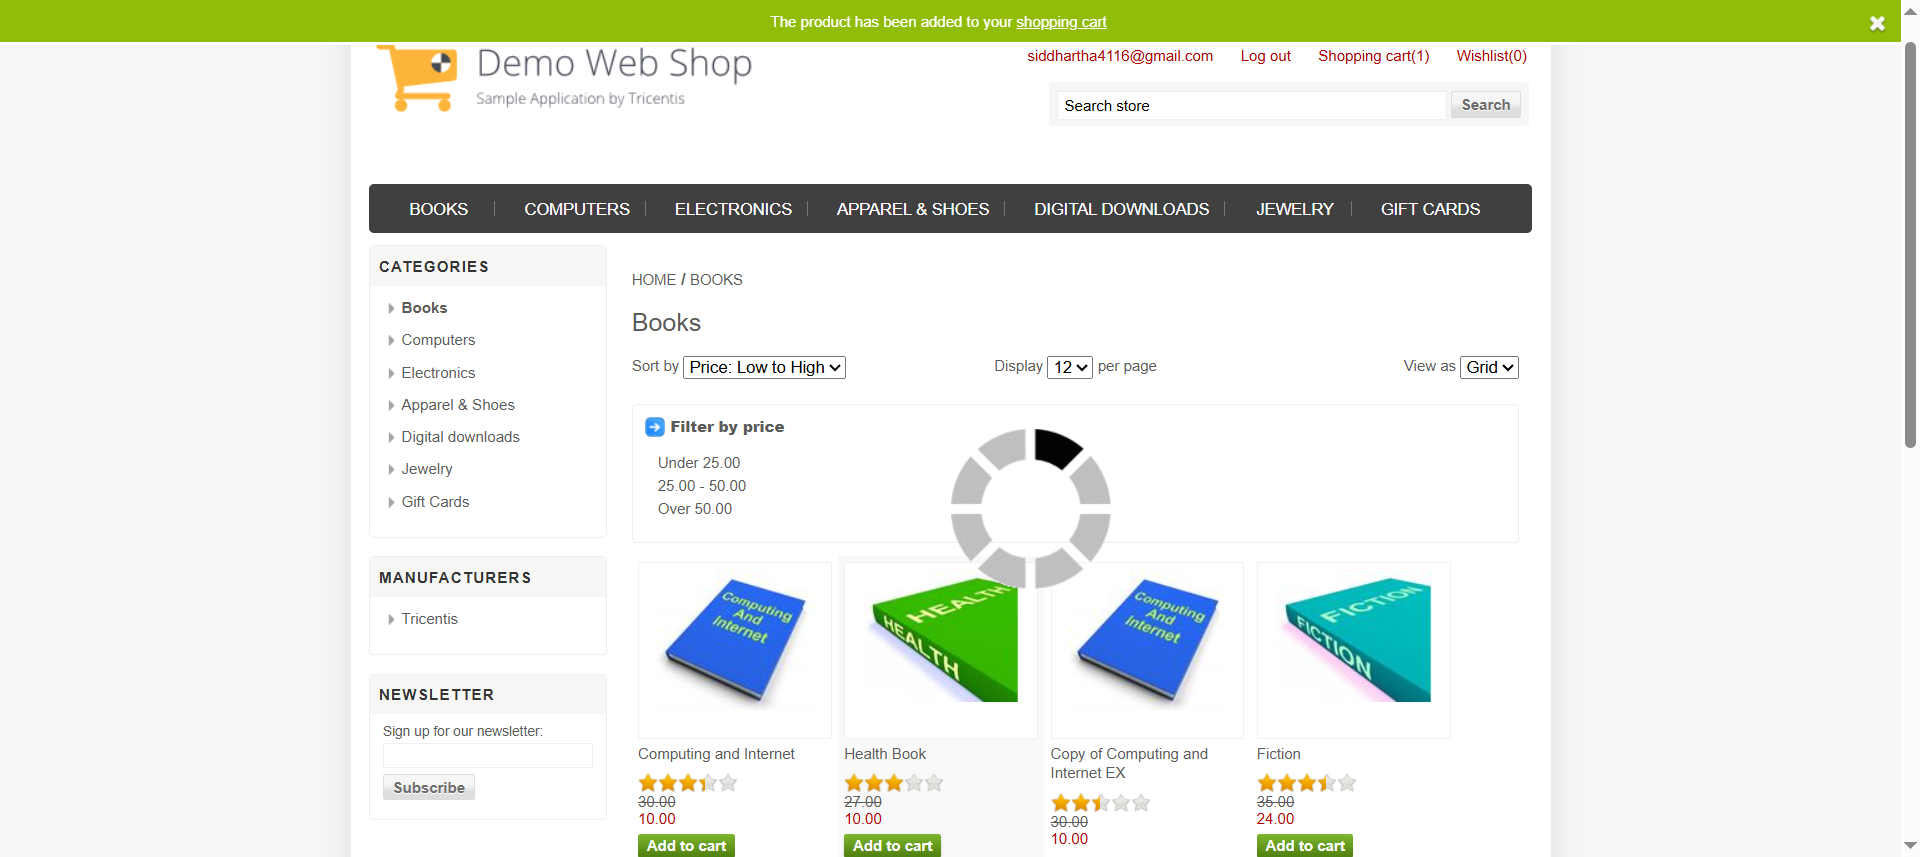 The product has been added to your shopping cart
Demo Web Shop
Sample Application by Tricentis
siddhartha4116@gmail.com Log out Shopping cart(1) Wishlist(0)
Search store Search
BOOKS COMPUTERS ELECTRONICS APPAREL & SHOES DIGITAL DOWNLOADS JEWELRY GIFT CARDS
CATEGORIES
Books
Computers
Electronics
Apparel & Shoes
Digital downloads
Jewelry
Gift Cards
MANUFACTURERS
Tricentis
NEWSLETTER
Sign up for our newsletter:
Subscribe
HOME / BOOKS
Books
Sort by Price: Low to High Display 12 per page View as Grid
Filter by price
Under 25.00
25.00 - 50.00
Over 50.00
Computing
And
Internet
HEALTH
HEALTH
Computing
And
Internet
FICTION
FICTION
Computing and Internet
30.00
10.00
Add to cart
Health Book
27.00
10.00
Add to cart
Copy of Computing and
Internet EX
30.00
10.00
Fiction
35.00
24.00
Add to cart